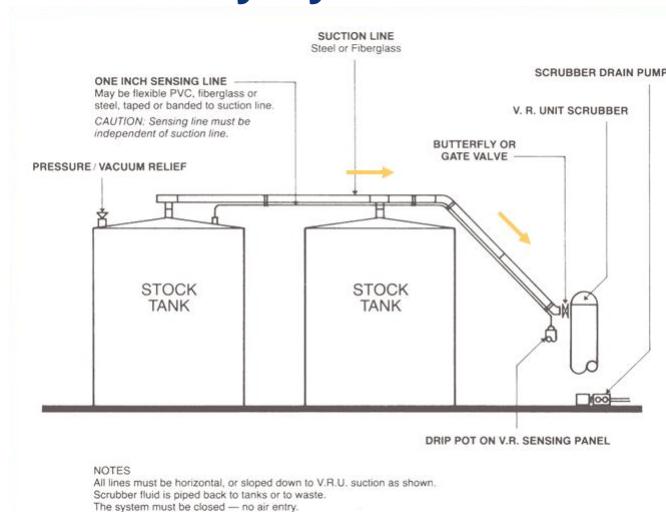 SUCTION LINE
Steel or Fiberglass
SCRUBBER DRAIN PUMP
ONE INCH SENSING LINE
May be flexible PVC, fiberglass or
steel, taped or banded to suction line.
CAUTION: Sensing line must be
independent of suction line.
V. R. UNIT SCRUBBER
BUTTERFLY OR
GATE VALVE
PRESSURE / VACUUM RELIEF
STOCK
TANK
STOCK
TANK
DRIP POT ON V.R. SENSING PANEL
NOTES
All lines must be horizontal, or sloped down to V.R.U. suction as shown.
Scrubber fluid is piped back to tanks or to waste.
The system must be closed — no air entry.